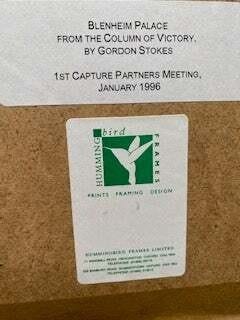 BLENHEIM PALACE
FROM THE COLUMN OF VICTORY,
BY GORDON STOKES
1ST CAPTURE PARTNERS MEETING,
JANUARY 1996
HUMMING
bird
FRAMES
PRINTS FRAMING DESIGN
HUMMINGBIRD FRAMES LIMITED